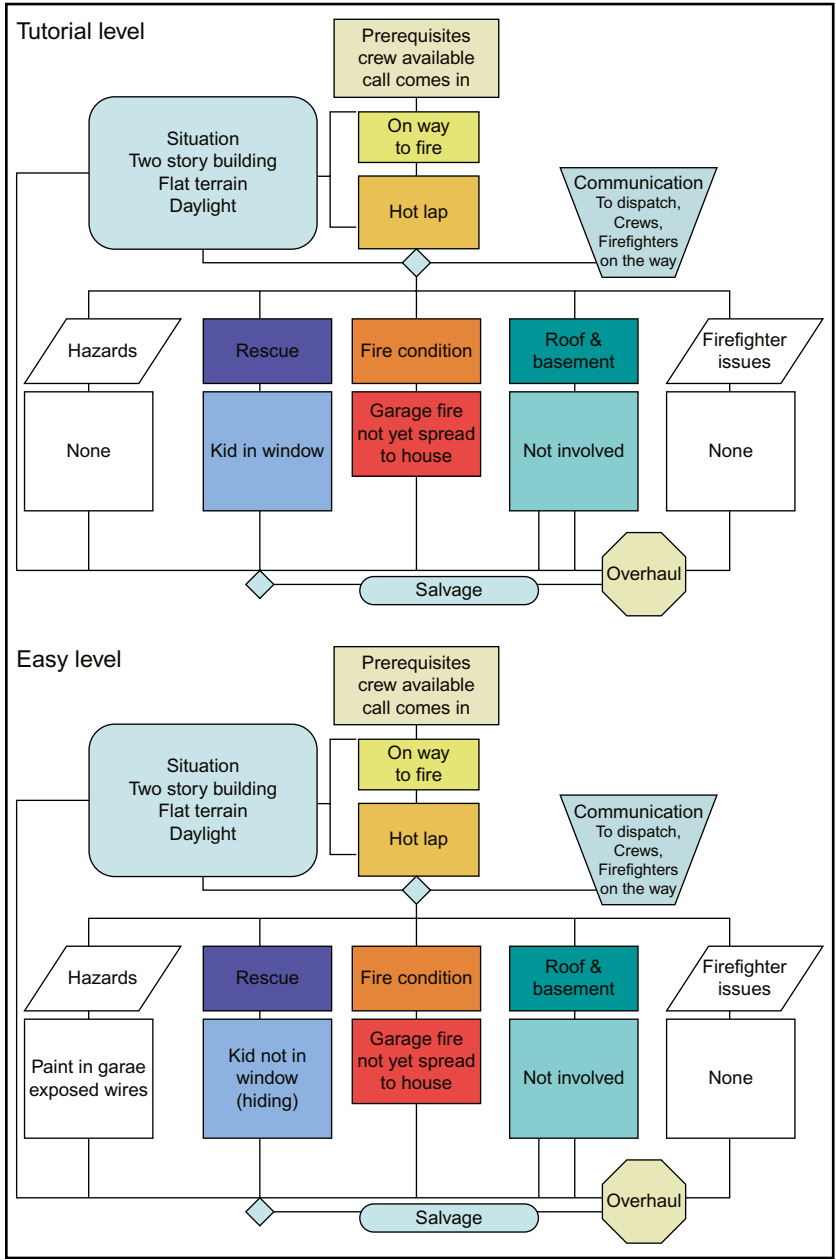 Tutorial level
Prerequisites
crew available
call comes in
Situation
Two story building
Flat terrain
Daylight
On way
to fire
Hot lap
Communication
To dispatch,
Crews,
Firefighters
on the way
Hazards
Rescue
Fire condition
Roof &
basement
Firefighter
issues
None
Kid in window
Garage fire
not yet spread
to house
Not involved
None
Overhaul
Salvage
Easy level
Prerequisites
crew available
call comes in
Situation
Two story building
Flat terrain
Daylight
On way
to fire
Hot lap
Communication
To dispatch,
Crews,
Firefighters
on the way
Hazards
Rescue
Fire condition
Roof &
basement
Firefighter
issues
Paint in garae
exposed wires
Kid not in
window
(hiding)
Garage fire
not yet spread
to house
Not involved
None
Overhaul
Salvage